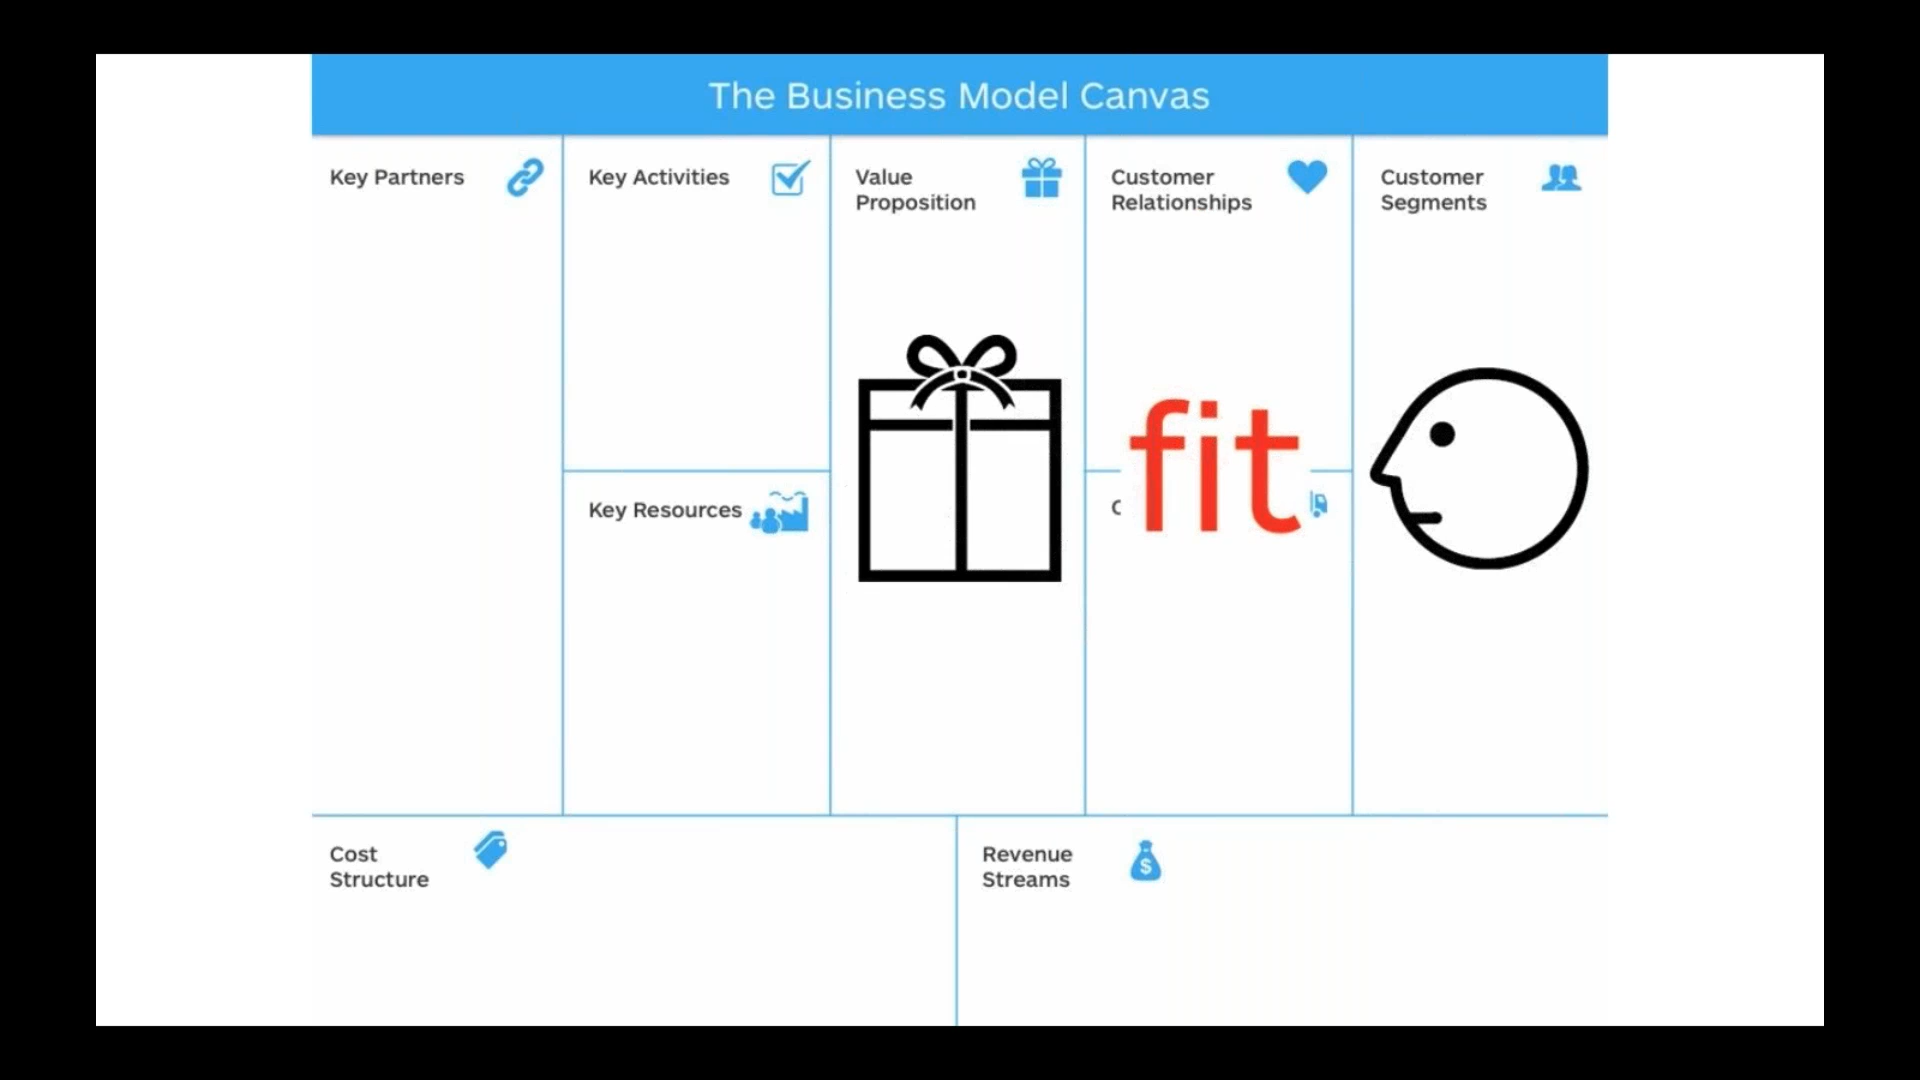 The Business Model Canvas
Key Partners
Key Activities
Value
Proposition
Customer
Relationships
Customer
Segments
fit
Key Resources
C
Cost
Structure
$
Revenue
Streams